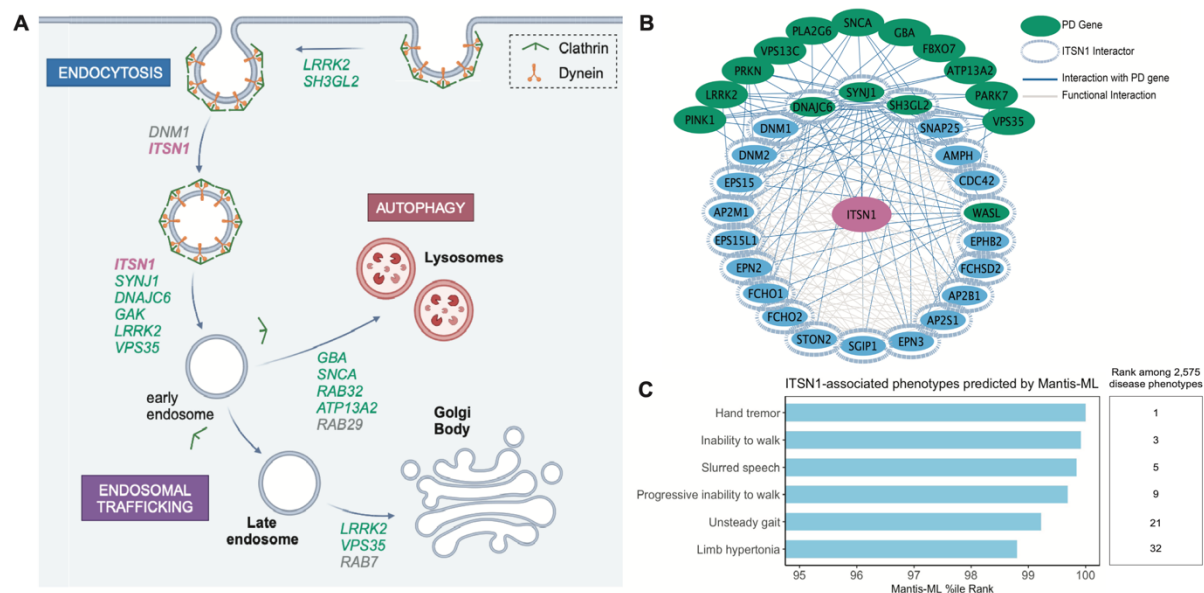 A
ENDOCYTOSIS
LRRK2
SH3GL2
Clathrin
Dynein
DNM1
ITSN1
AUTOPHAGY
Lysosomes
ITSN1
SYNJ1
DNAJC6
GAK
LRRK2
VPS35
GBA
SNCA
RAB32
ATP13A2
RAB29
early
endosome
Golgi
Body
ENDOSOMAL
TRAFFICKING
Late
endosome
LRRK2
VPS35
RAB7
B
SNCA
PLA2G6
GBA
VPS13C
FBXO7
PRKN
ATP13A2
LRRK2
SYNJ1
PARK7
PINK1
DNAJC6
SH3GL2
VPS35
DNM1
SNAP25
DNM2
AMPH
EPS15
CDC42
AP2M1
ITSN1
WASL
EPS15L1
EPHB2
EPN2
FCHSD2
FCHO1
AP2B1
FCHO2
AP2S1
STON2
SGIP1
EPN3
PD Gene
ITSN1 Interactor
Interaction with PD gene
Functional Interaction
C
ITSN1-associated phenotypes predicted by Mantis-ML
Rank among 2,575
disease phenotypes
Hand tremor
1
Inability to walk
3
Slurred speech
5
Progressive inability to walk
9
Unsteady gait
21
Limb hypertonia
32
95 96 97 98 99 100
Mantis-ML %ile Rank